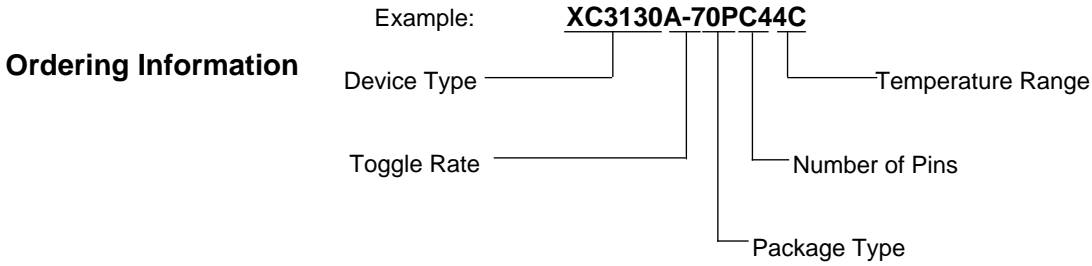 Example: XC3130A-70PC44C
Ordering Information
Device Type
Temperature Range
Toggle Rate
Number of Pins
Package Type